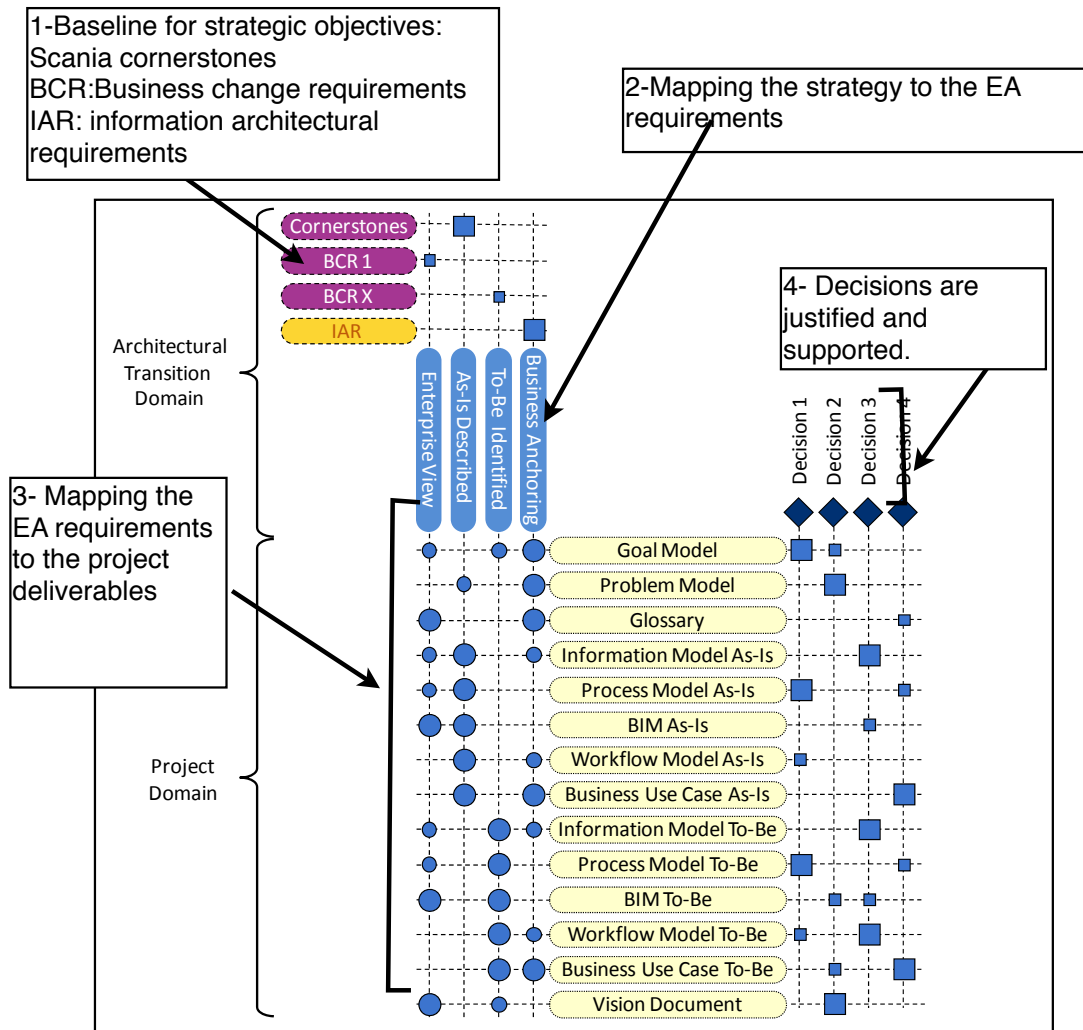 1-Baseline for strategic objectives:
Scania cornerstones
BCR:Business change requirements
IAR: information architectural
requirements
2-Mapping the strategy to the EA
requirements
Cornerstones
BCR 1
BCR X
IAR
4- Decisions are
justified and
supported.
Architectural
Transition
Domain
Enterprise View
As-Is Described
To-Be Identified
Business Anchoring
Decision 1
Decision 2
Decision 3
Decision 4
3- Mapping the
EA requirements
to the project
deliverables
Goal Model
Problem Model
Glossary
Information Model As-Is
Process Model As-Is
BIM As-Is
Workflow Model As-Is
Business Use Case As-Is
Project
Domain
Information Model To-Be
Process Model To-Be
BIM To-Be
Workflow Model To-Be
Business Use Case To-Be
Vision Document